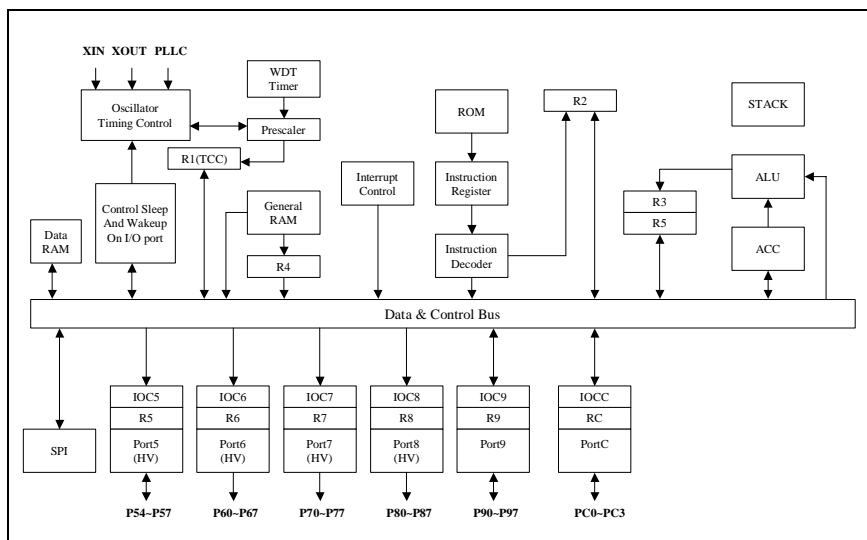 XIN XOUT PLLC
WDT
Timer
Oscillator
Timing Control
Prescaler
R1(TCC)
ROM
R2
STACK
Interrupt
Control
Instruction
Register
ALU
Control Sleep
And Wakeup
On I/O port
General
RAM
R3
R5
Data
RAM
R4
Instruction
Decoder
ACC
Data & Control Bus
IOC5
R5
Port5
(HV)
IOC6
R6
Port6
(HV)
IOC7
R7
Port7
(HV)
IOC8
R8
Port8
(HV)
IOC9
R9
Port9
IOCC
RC
PortC
SPI
P54~P57
P60~P67
P70~P77
P80~P87
P90~P97
PC0~PC3